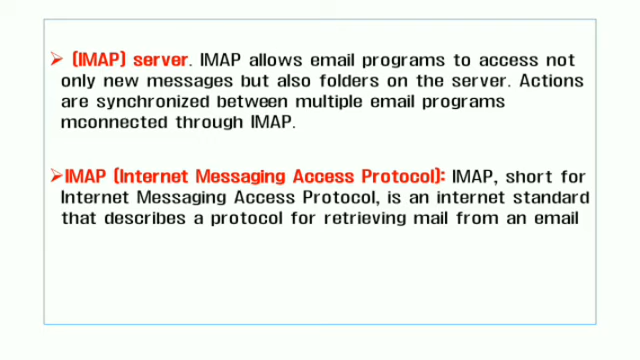 ➢ (IMAP) server. IMAP allows email programs to access not
only new messages but also folders on the server. Actions
are synchronized between multiple email programs
mconnected through IMAP.
➢IMAP (Internet Messaging Access Protocol): IMAP, short for
Internet Messaging Access Protocol, is an internet standard
that describes a protocol for retrieving mail from an email